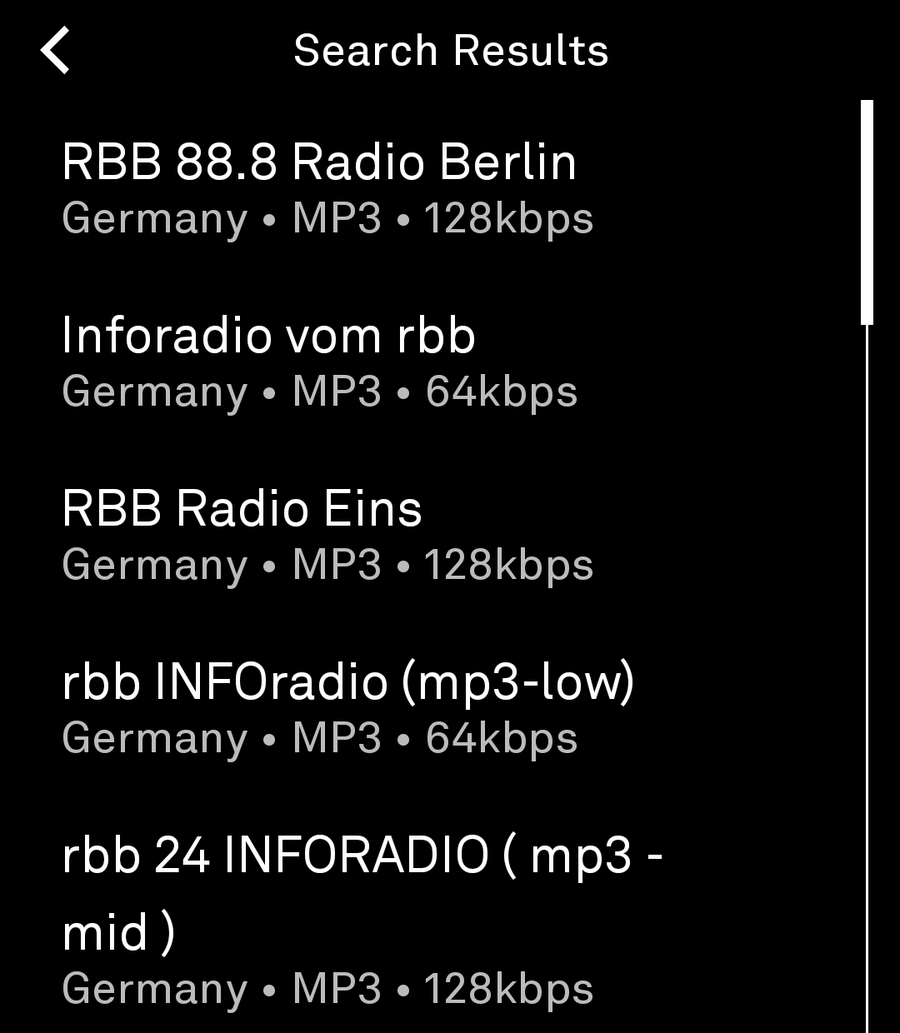 Search Results
RBB 88.8 Radio Berlin
Germany • MP3 • 128kbps
Inforadio vom rbb
Germany • MP3 • 64kbps
RBB Radio Eins
Germany • MP3 • 128kbps
rbb INFOradio (mp3-low)
Germany • MP3 • 64kbps
rbb 24 INFORADIO ( mp3 -
mid )
Germany • MP3 • 128kbps